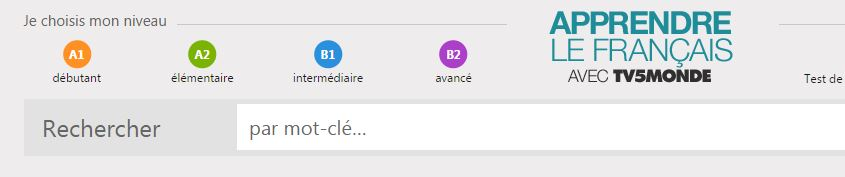 Je choisis mon niveau
A1 A2 B1 B2
débutant élémentaire intermédiaire avancé
APPRENDRE
LE FRANÇAIS
AVEC TV5MONDE
Test de
Rechercher par mot-clé...